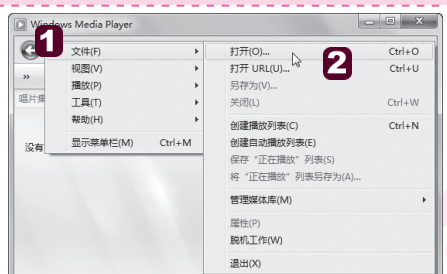 Windows Media Player
1
文件(F)
视图(V)
播放(P)
工具(T)
帮助(H)
显示菜单栏(M) Ctrl+M
»
唱片集
没有
2
打开(O)... Ctrl+O
打开 URL(U)... Ctrl+U
另存为(V)...
关闭(L) Ctrl+W
创建播放列表(C) Ctrl+N
创建自动播放列表(E)
保存“正在播放”列表(S)
将“正在播放”列表另存为(A)...
管理媒体库(M)
属性(P)
脱机工作(W)
退出(X)